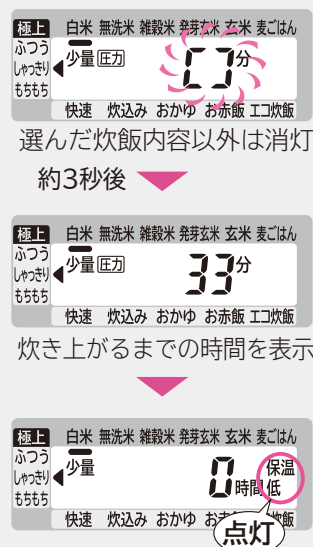 極上 白米 無洗米 雑穀米 発芽玄米 玄米 麦ごはん
ふつう
しゃっきり
もちもち
少量 圧力 分
快速 炊込み おかゆ お赤飯 エコ炊飯
選んだ炊飯内容以外は消灯
約3秒後
極上 白米 無洗米 雑穀米 発芽玄米 玄米 麦ごはん
ふつう
しゃっきり
もちもち
少量 圧力 33分
快速 炊込み おかゆ お赤飯 エコ炊飯
炊き上がるまでの時間を表示
極上 白米 無洗米 雑穀米 発芽玄米 玄米 麦ごはん
ふつう
しゃっきり
もちもち
少量 0時間 保温
低
快速 炊込み おかゆ お赤 炊飯
点灯